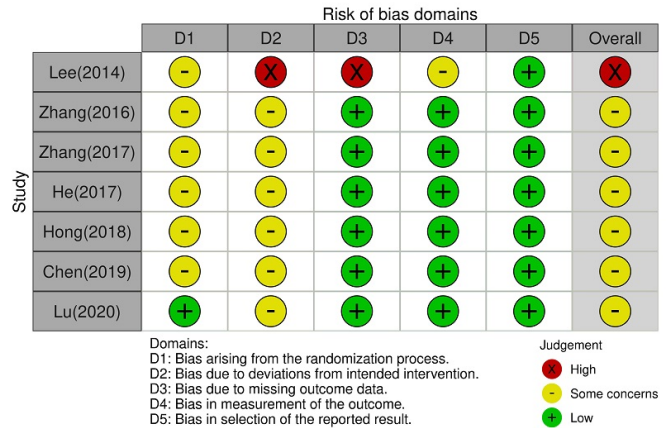 Risk of bias domains
D1 D2 D3 D4 D5 Overall
Study
Lee(2014) - X X - + X
Zhang(2016) - - + + + -
Zhang(2017) - - + + + -
He(2017) - - + + + -
Hong(2018) - - + + + -
Chen(2019) - - + + + -
Lu(2020) + - + + + -
Domains:
D1: Bias arising from the randomization process.
D2: Bias due to deviations from intended intervention.
D3: Bias due to missing outcome data.
D4: Bias in measurement of the outcome.
D5: Bias in selection of the reported result.
Judgement
X High
- Some concerns
+ Low